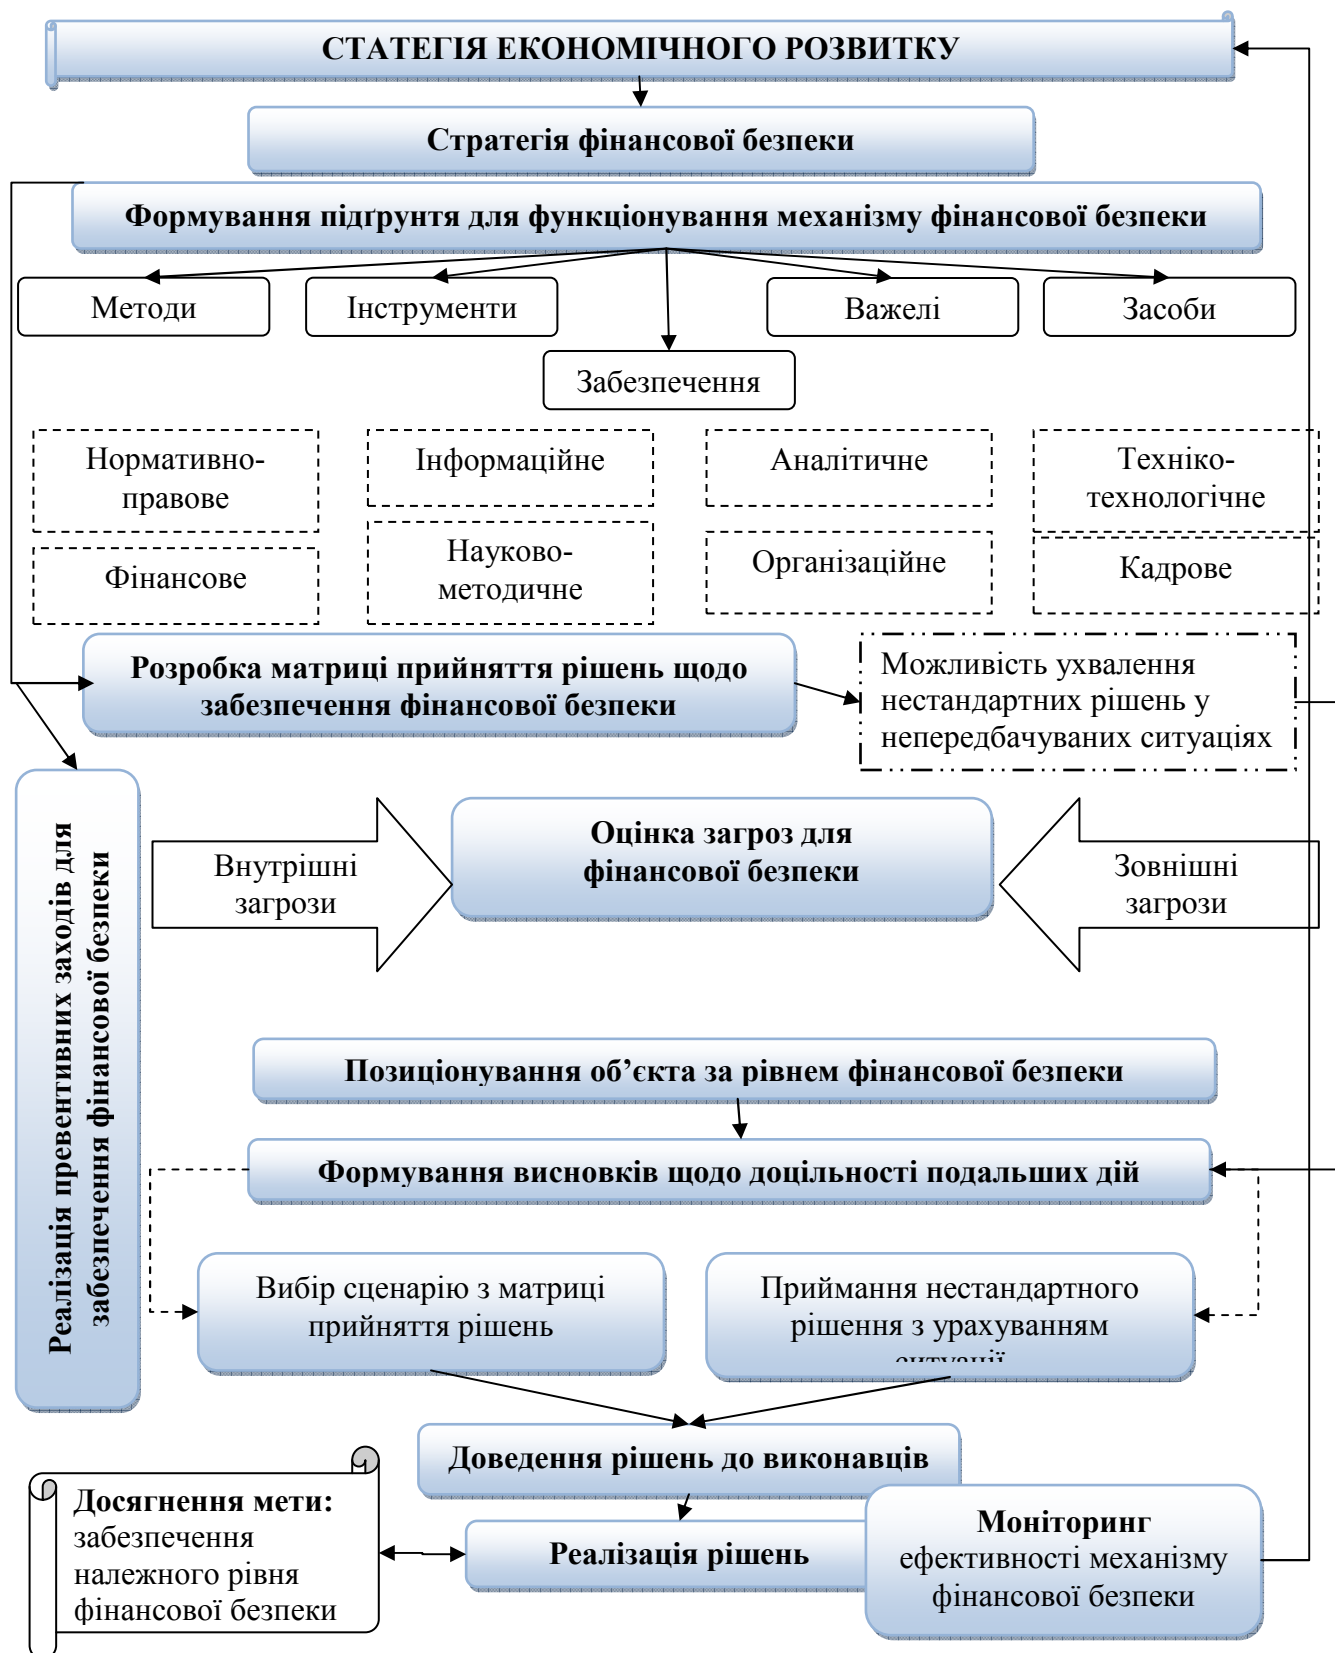 СТАТЕГІЯ ЕКОНОМІЧНОГО РОЗВИТКУ
Стратегія фінансової безпеки
Формування підґрунтя для функціонування механізму фінансової безпеки
Методи
Інструменти
Важелі
Засоби
Забезпечення
Нормативно-
правове
Інформаційне
Аналітичне
Техніко-
технологічне
Фінансове
Науково-
методичне
Організаційне
Кадрове
Розробка матриці прийняття рішень щодо
забезпечення фінансової безпеки
Можливість ухвалення
нестандартних рішень у
непередбачуваних ситуаціях
Реалізація превентивних заходів для
забезпечення фінансової безпеки
Внутрішні
загрози
Оцінка загроз для
фінансової безпеки
Зовнішні
загрози
Позиціонування об’єкта за рівнем фінансової безпеки
Формування висновків щодо доцільності подальших дій
Вибір сценарію з матриці
прийняття рішень
Приймання нестандартного
рішення з урахуванням
ситуації
Доведення рішень до виконавців
Досягнення мети:
забезпечення
належного рівня
фінансової безпеки
Реалізація рішень
Моніторинг
ефективності механізму
фінансової безпеки